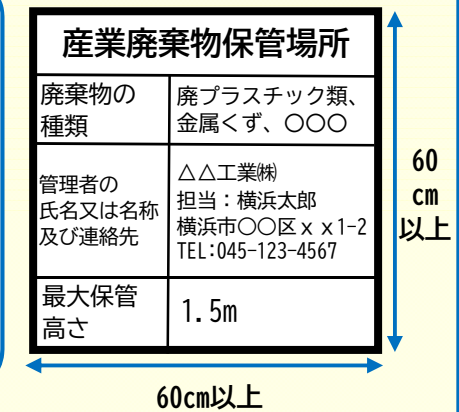 産業廃棄物保管場所
廃棄物の
種類
廃プラスチック類、
金属くず、〇〇〇
管理者の
氏名又は名称
及び連絡先
△△工業㈱
担当：横浜太郎
横浜市〇〇区ｘｘ1-2
TEL:045-123-4567
最大保管
高さ
1.5m
60
cm
以上
60cm以上